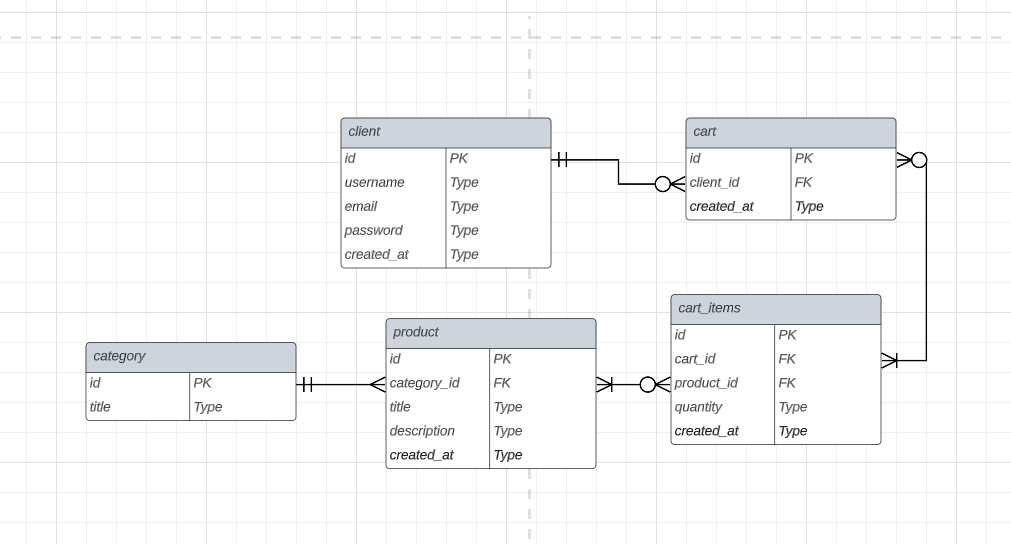 client
id PK
username Type
email Type
password Type
created_at Type
cart
id PK
client_id FK
created_at Type
category
id PK
title Type
product
id PK
category_id FK
title Type
description Type
created_at Type
cart_items
id PK
cart_id FK
product_id FK
quantity Type
created_at Type